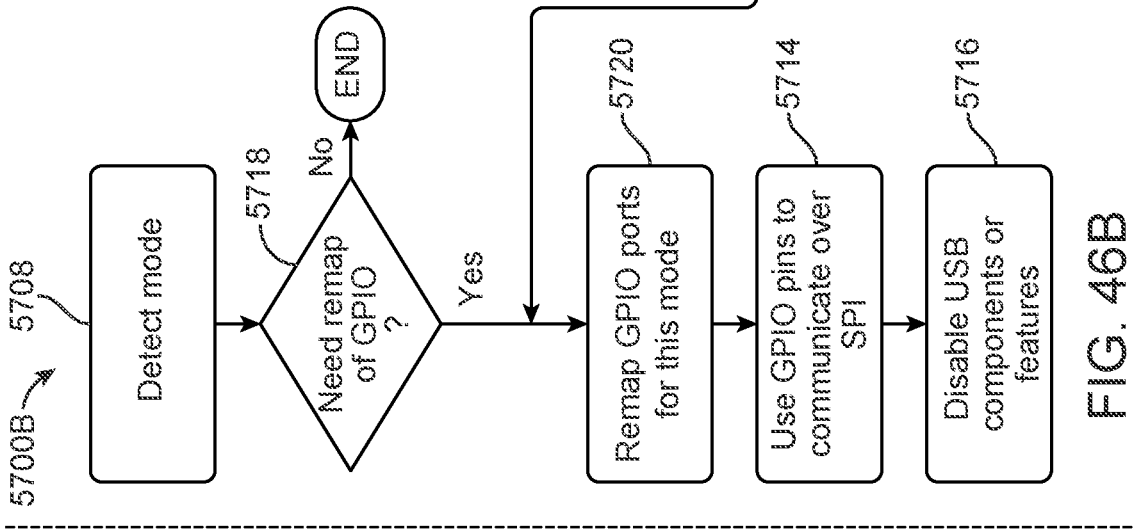 5700B
5708
Detect mode
5718
Need remap
of GPIO
?
No
END
Yes
5720
Remap GPIO ports
for this mode
5714
Use GPIO pins to
communicate over
SPI
5716
Disable USB
components or
features
FIG. 46B